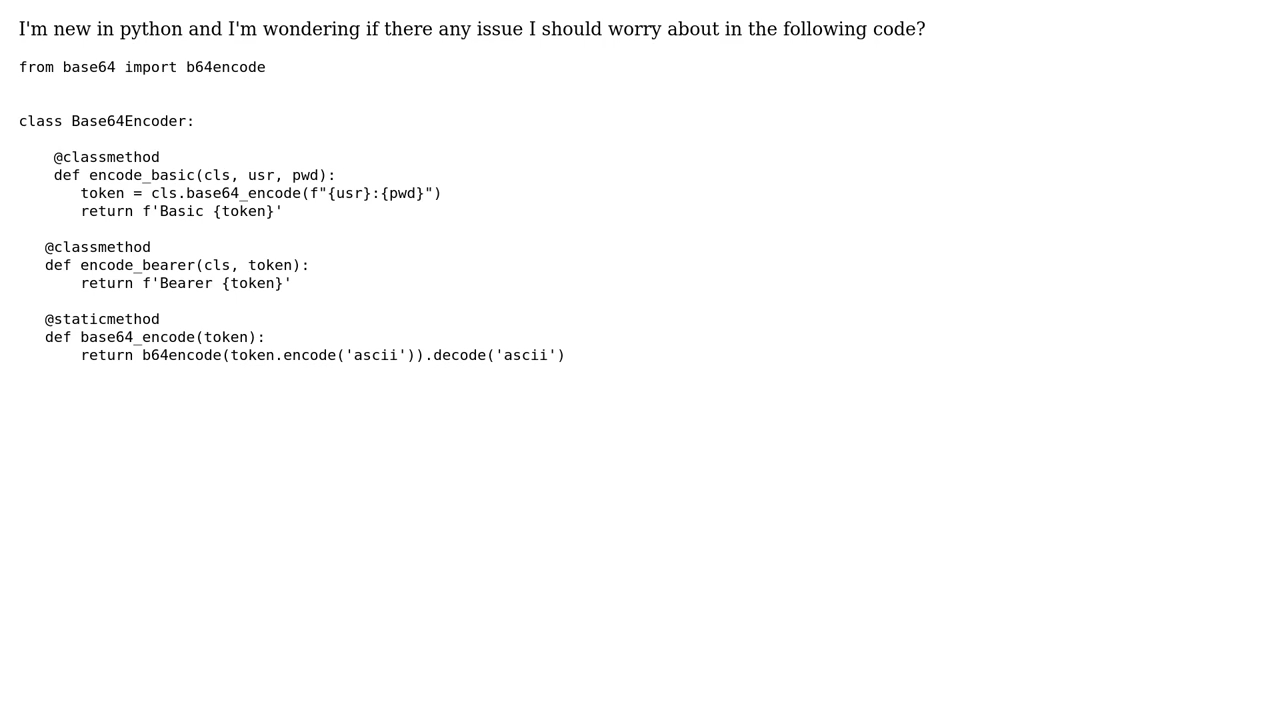 I'm new in python and I'm wondering if there any issue I should worry about in the following code?
from base64 import b64encode
class Base64Encoder:
    @classmethod
    def encode_basic(cls, usr, pwd):
       token = cls.base64_encode(f"{usr}:{pwd}")
       return f'Basic {token}'
   @classmethod
   def encode_bearer(cls, token):
       return f'Bearer {token}'
   @staticmethod
   def base64_encode(token):
       return b64encode(token.encode('ascii')).decode('ascii')